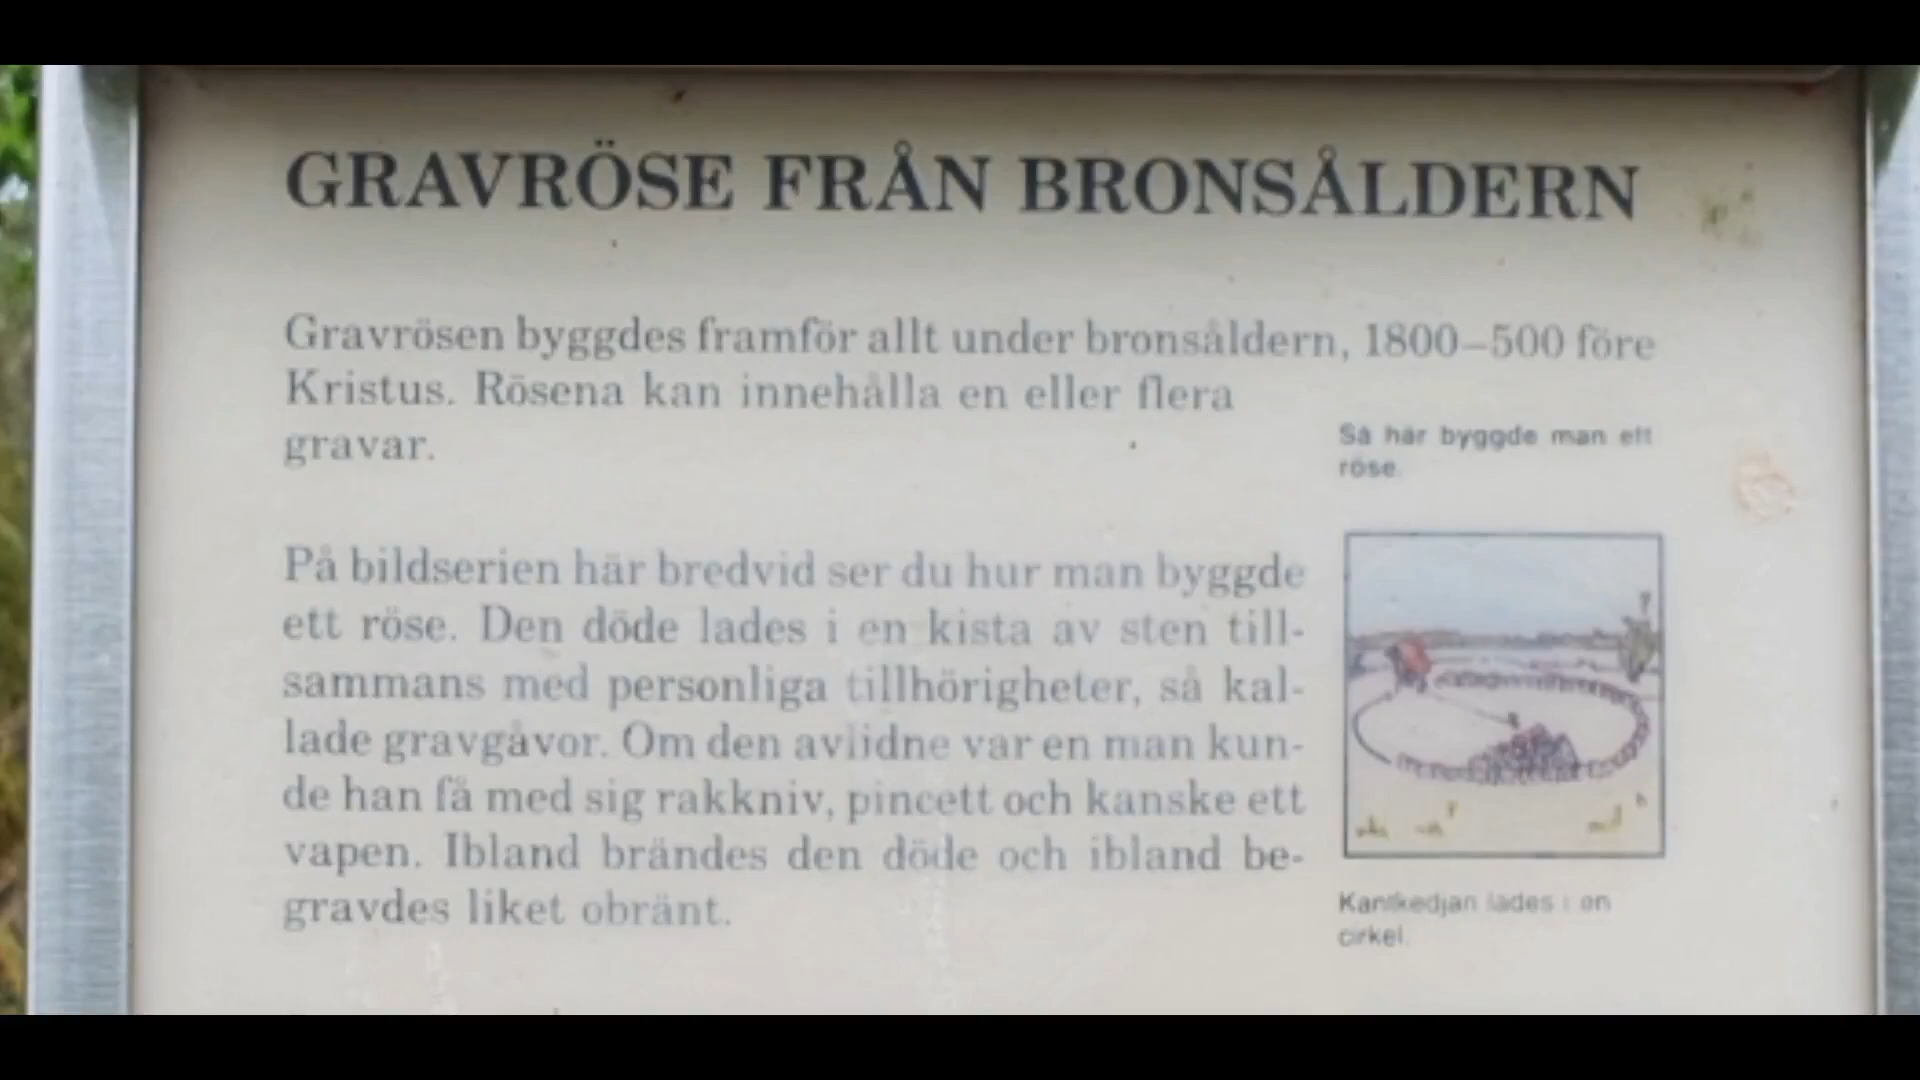 GRAVRÖSE FRÅN BRONSÅLDERN
Gravrösen byggdes framför allt under bronsåldern, 1800–500 före
Kristus. Rösena kan innehålla en eller flera
gravar.
Så här byggde man ett
röse.
På bildserien här bredvid ser du hur man byggde
ett röse. Den döde lades i en kista av sten till-
sammans med personliga tillhörigheter, så kal-
lade gravgåvor. Om den avlidne var en man kun-
de han få med sig rakkniv, pincett och kanske ett
vapen. Ibland brändes den döde och ibland be-
gravdes liket obränt.
Kantkedjan lades i en
cirkel.